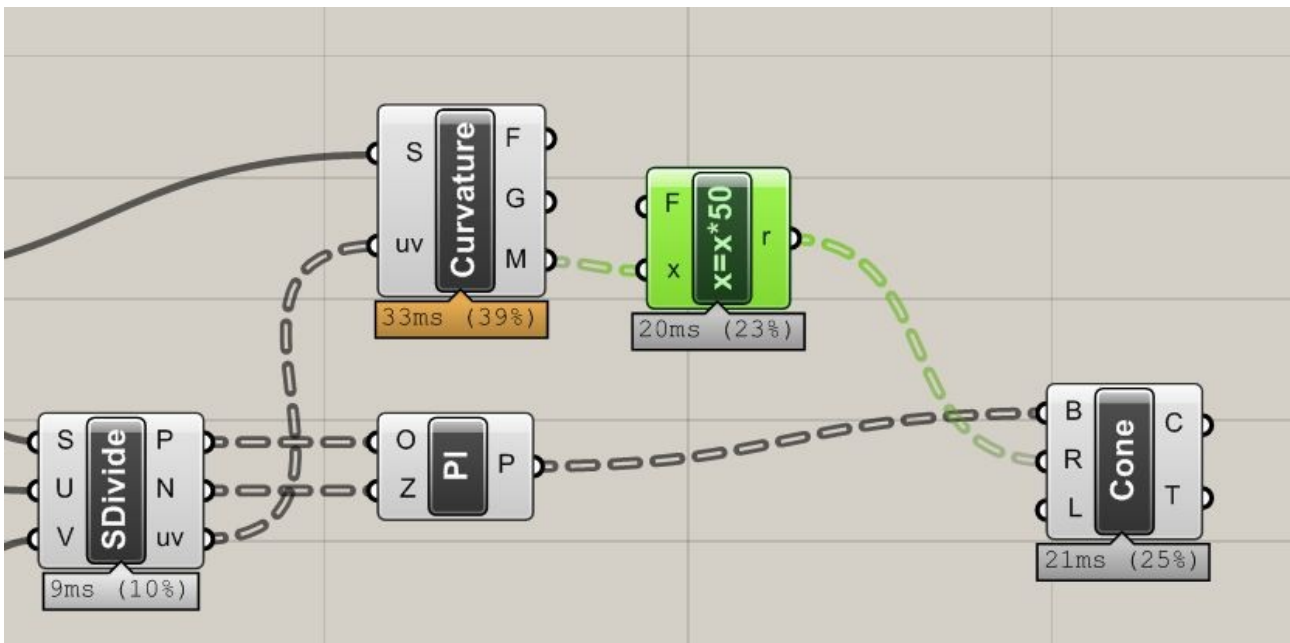 S
uv
Curvature
F
G
M
33ms (39%)
F
x
x=x*50
r
20ms (23%)
S
U
V
SDivide
P
N
uv
9ms (10%)
O
Z
Pl
P
B
R
L
Cone
C
T
21ms (25%)